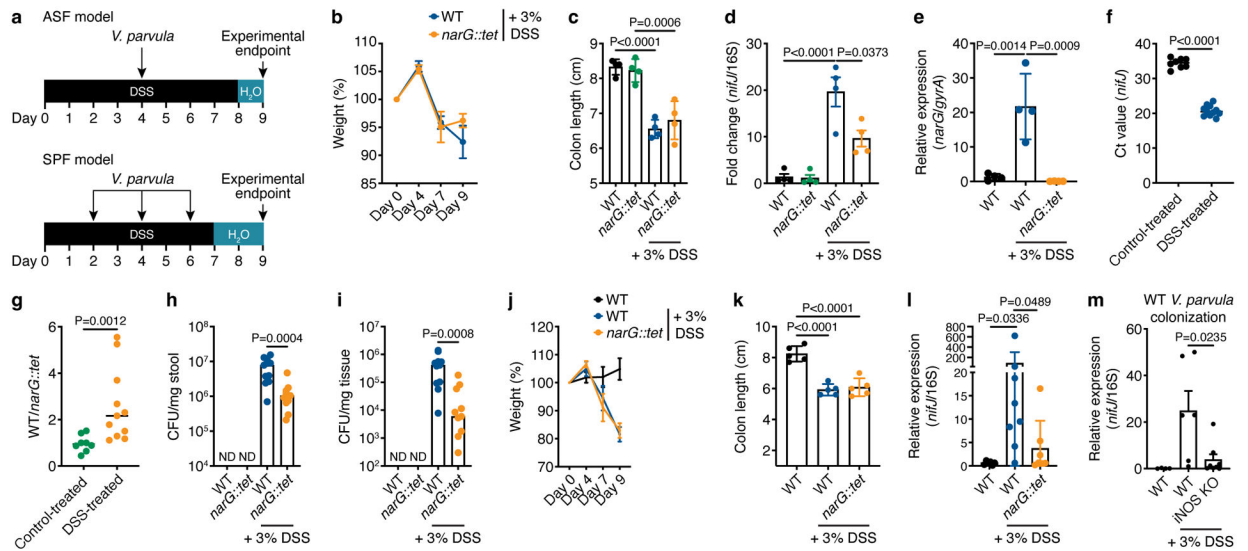 a
ASF model
V. parvula
Experimental
endpoint
DSS
H2O
Day 0 1 2 3 4 5 6 7 8 9
SPF model
V. parvula
Experimental
endpoint
DSS
H2O
Day 0 1 2 3 4 5 6 7 8 9
b
WT
narG::tet
+ 3%
DSS
Weight (%)
110
105
100
95
90
85
Day 0
Day 4
Day 7
Day 9
c
P=0.0006
P<0.0001
Colon length (cm)
9
8
7
6
5
WT
narG::tet
WT
narG::tet
+ 3% DSS
d
P<0.0001
P=0.0373
Fold change (nifJ/16S)
40
30
20
10
0
WT
narG::tet
WT
narG::tet
+ 3% DSS
e
P=0.0014
P=0.0009
Relative expression
(narG/gyrA)
40
30
20
10
0
WT
WT
narG::tet
+ 3% DSS
f
P<0.0001
Ct value (nifJ)
40
30
20
10
0
Control-treated
DSS-treated
g
P=0.0012
WT/narG::tet
6
4
2
0
Control-treated
DSS-treated
h
P=0.0004
CFU/mg stool
10^8
10^7
10^6
10^5
10^4
ND ND
WT
narG::tet
WT
narG::tet
+ 3% DSS
i
P=0.0008
CFU/mg tissue
10^7
10^6
10^5
10^4
10^3
10^2
ND ND
WT
narG::tet
WT
narG::tet
+ 3% DSS
j
WT
WT
narG::tet
+ 3%
DSS
Weight (%)
120
110
100
90
80
70
Day 0
Day 4
Day 7
Day 9
k
P<0.0001
P<0.0001
Colon length (cm)
10
8
6
4
2
0
WT
WT
narG::tet
+ 3% DSS
l
P=0.0489
P=0.0336
Relative expression
(nifJ/16S)
800
600
400
200
20
15
10
5
0
WT
WT
narG::tet
+ 3% DSS
m
WT V. parvula
colonization
P=0.0235
Relative expression
(nifJ/16S)
60
40
20
0
WT
WT
iNOS KO
+ 3% DSS